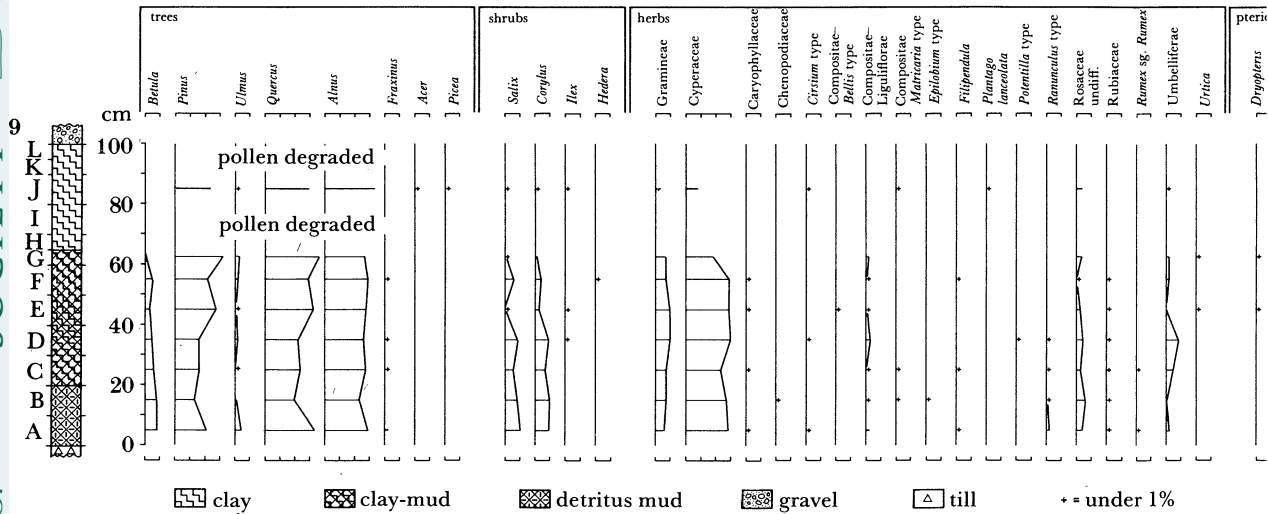 trees
shrubs
herbs
Betula
Pinus
Ulmus
Quercus
Alnus
Fraxinus
Acer
Picea
Salix
Corylus
Ilex
Hedera
Gramineae
Cyperaceae
Caryophyllaceae
Chenopodiaceae
Cirsium type
Compositae–
Bellis type
Compositae–
Liguliflorae
Compositae
Matricaria type
Epilobium type
Filipendula
Plantago
lanceolata
Potentilla type
Ranunculus type
Rosaceae
undiff.
Rubiaceae
Rumex sg. Rumex
Umbelliferae
Urtica
Dryopteris
cm
9
L
K
J
I
H
G
F
E
D
C
B
A
100
80
60
40
20
0
pollen degraded
pollen degraded
clay
clay-mud
detritus mud
gravel
till
+ = under 1%